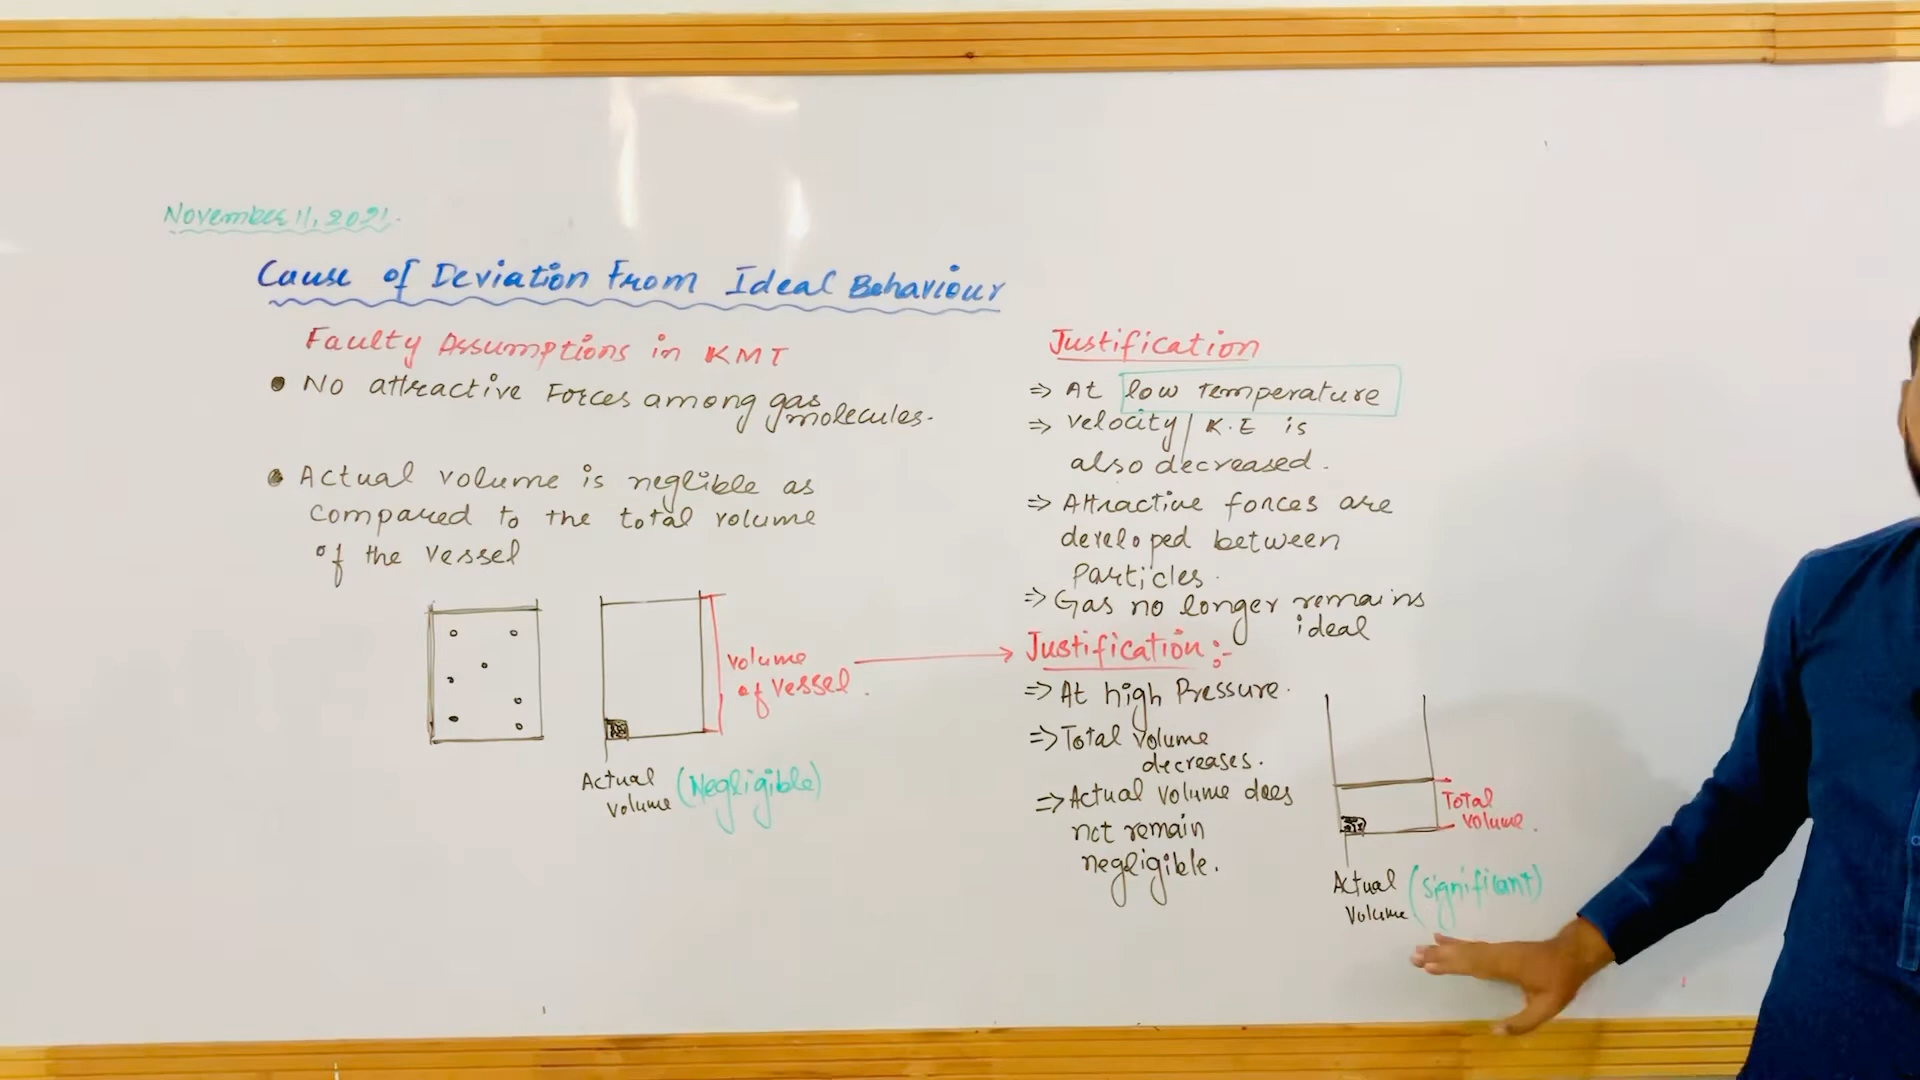 November 11, 2021.
Cause of Deviation From Ideal Behaviour
Faulty Assumptions in KMT
• No attractive Forces among gas
molecules.
• Actual volume is neglible as
compared to the total volume
of the vessel
volume
of vessel.
Actual
volume (Negligible)
Justification
⇒ At low temperature
⇒ velocity / K.E is
also decreased.
⇒ Attractive forces are
developed between
Particles.
⇒ Gas no longer remains
ideal
Justification :-
⇒ At high Pressure.
⇒ Total volume
decreases.
⇒ Actual volume does
not remain
negligible.
Total
volume.
Actual
Volume (significant)